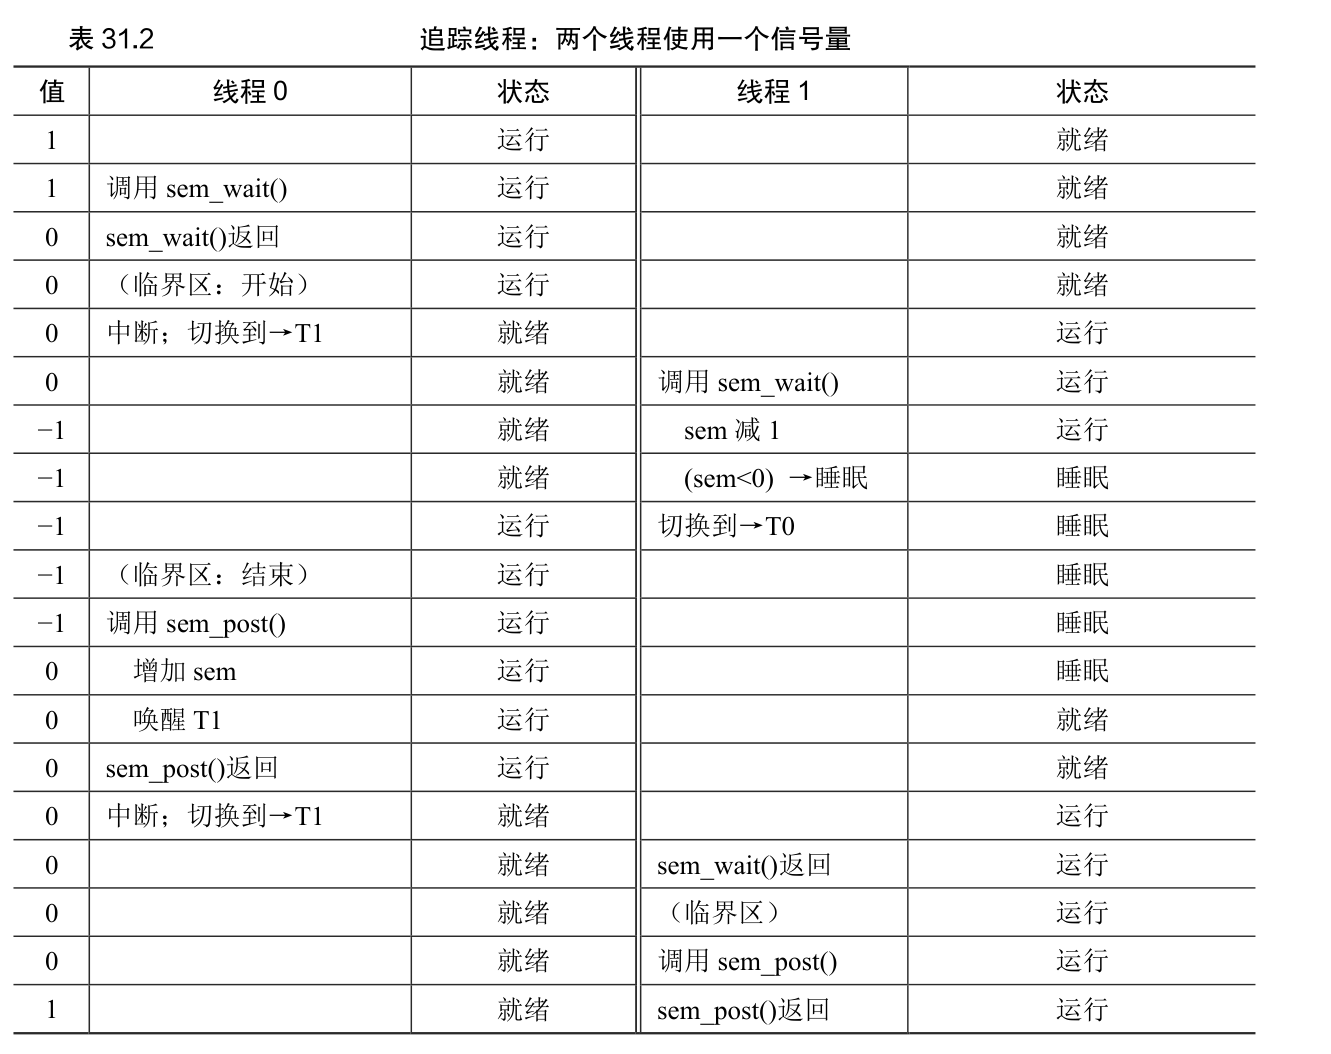 表 31.2 追踪线程：两个线程使用一个信号量
值 线程 0 状态 线程 1 状态
1 运行 就绪
1 调用 sem_wait() 运行 就绪
0 sem_wait()返回 运行 就绪
0 （临界区：开始） 运行 就绪
0 中断；切换到→T1 就绪 运行
0 就绪 调用 sem_wait() 运行
−1 就绪 sem 减 1 运行
−1 就绪 (sem<0) →睡眠 睡眠
−1 运行 切换到→T0 睡眠
−1 （临界区：结束） 运行 睡眠
−1 调用 sem_post() 运行 睡眠
0 增加 sem 运行 睡眠
0 唤醒 T1 运行 就绪
0 sem_post()返回 运行 就绪
0 中断；切换到→T1 就绪 运行
0 就绪 sem_wait()返回 运行
0 就绪 （临界区） 运行
0 就绪 调用 sem_post() 运行
1 就绪 sem_post()返回 运行